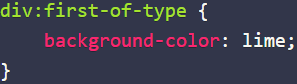 div:first-of-type {
    background-color: lime;
}